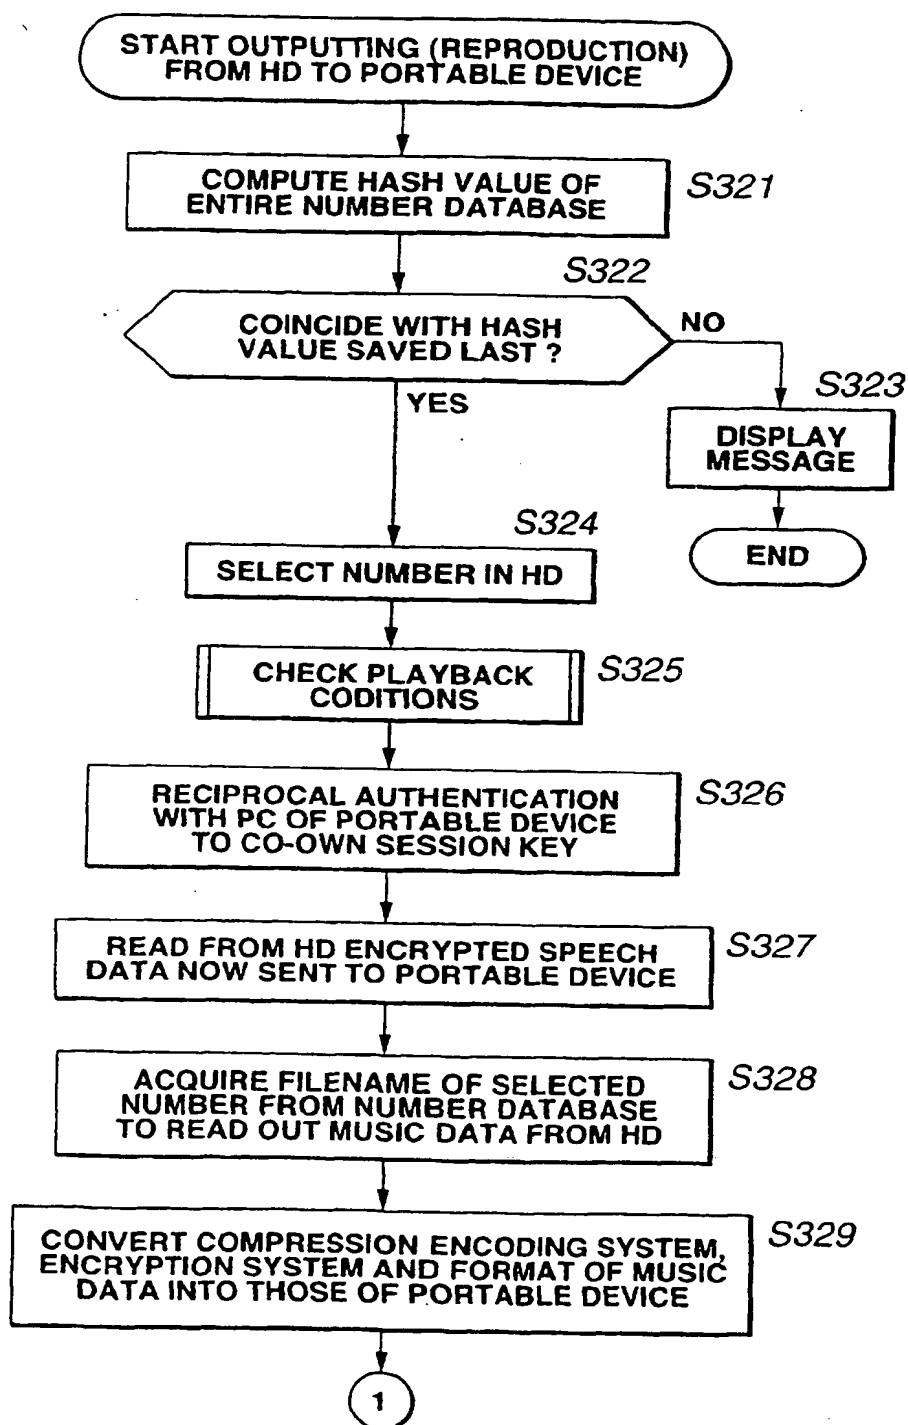 START OUTPUTTING (REPRODUCTION)
FROM HD TO PORTABLE DEVICE
COMPUTE HASH VALUE OF
ENTIRE NUMBER DATABASE
S321
S322
COINCIDE WITH HASH
VALUE SAVED LAST ?
NO
YES
S323
DISPLAY
MESSAGE
END
S324
SELECT NUMBER IN HD
CHECK PLAYBACK
CODITIONS
S325
RECIPROCAL AUTHENTICATION
WITH PC OF PORTABLE DEVICE
TO CO-OWN SESSION KEY
S326
READ FROM HD ENCRYPTED SPEECH
DATA NOW SENT TO PORTABLE DEVICE
S327
ACQUIRE FILENAME OF SELECTED
NUMBER FROM NUMBER DATABASE
TO READ OUT MUSIC DATA FROM HD
S328
CONVERT COMPRESSION ENCODING SYSTEM,
ENCRYPTION SYSTEM AND FORMAT OF MUSIC
DATA INTO THOSE OF PORTABLE DEVICE
S329
1